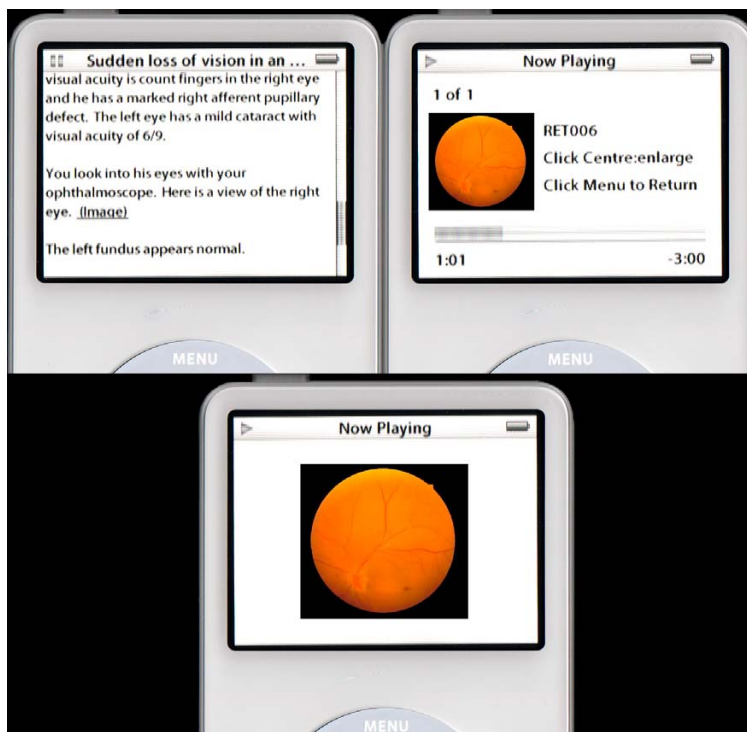 Sudden loss of vision in an ...
visual acuity is count fingers in the right eye
and he has a marked right afferent pupillary
defect. The left eye has a mild cataract with
visual acuity of 6/9.
You look into his eyes with your
ophthalmoscope. Here is a view of the right
eye. (Image)
The left fundus appears normal.
MENU
Now Playing
1 of 1
RET006
Click Centre:enlarge
Click Menu to Return
1:01
-3:00
MENU
Now Playing
MENU